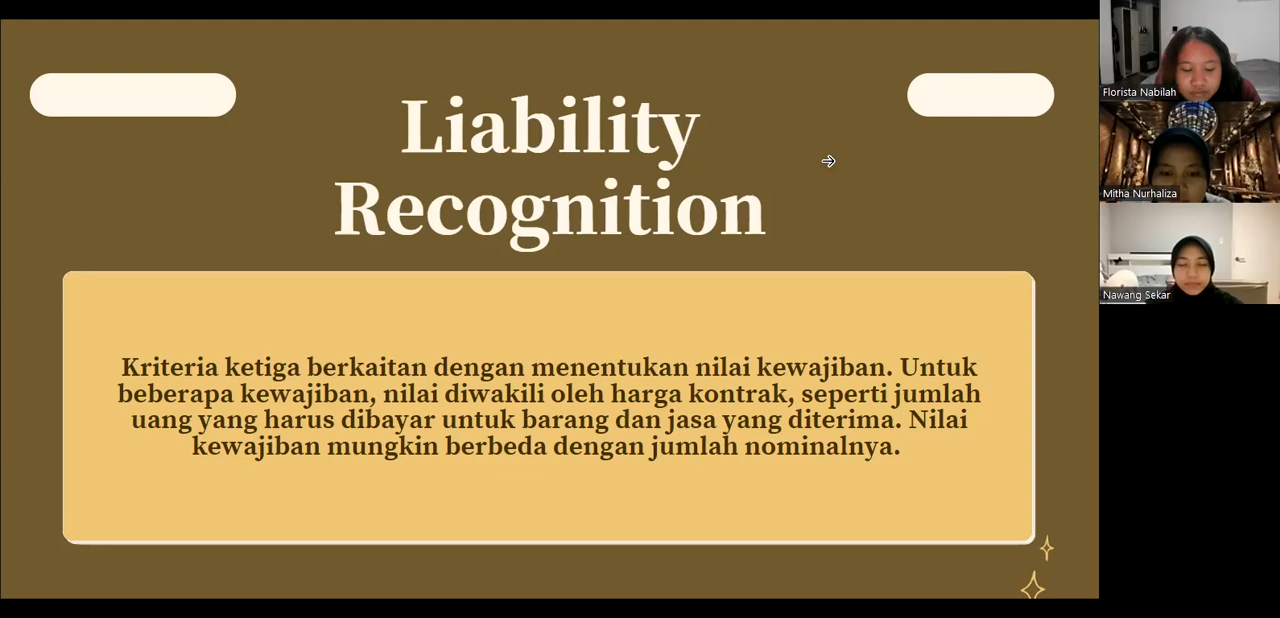 Liability
Recognition
Kriteria ketiga berkaitan dengan menentukan nilai kewajiban. Untuk
beberapa kewajiban, nilai diwakili oleh harga kontrak, seperti jumlah
uang yang harus dibayar untuk barang dan jasa yang diterima. Nilai
kewajiban mungkin berbeda dengan jumlah nominalnya.
Florista Nabilah
Mitha Nurhaliza
Nawang Sekar